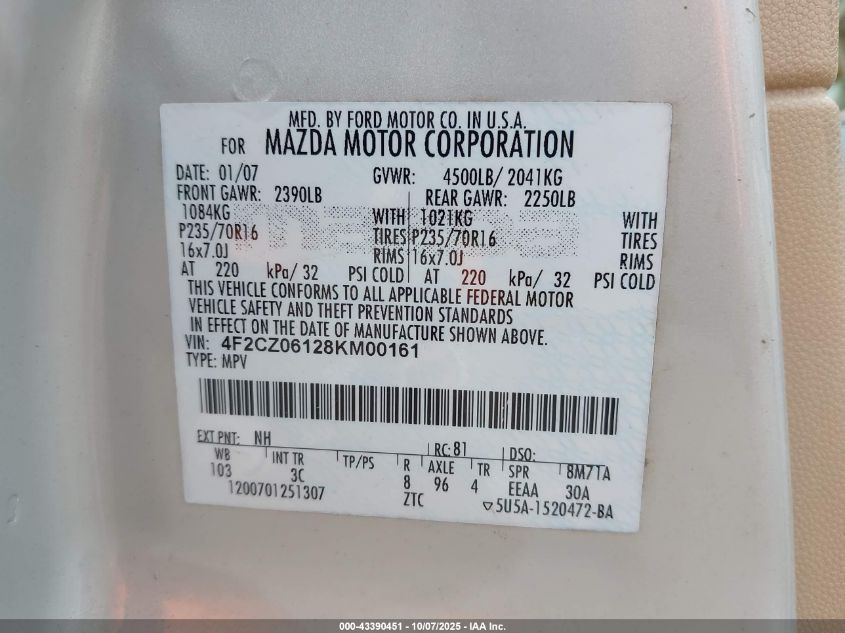 MFD. BY FORD MOTOR CO. IN U.S.A.
FOR MAZDA MOTOR CORPORATION
DATE: 01/07 GVWR: 4500LB/ 2041KG
FRONT GAWR: 2390LB REAR GAWR: 2250LB
1084KG WITH 1021KG WITH
P235/70R16 TIRES P235/70R16 TIRES
16x7.0J RIMS 16x7.0J RIMS
AT 220 kPa/ 32 PSI COLD AT 220 kPa/ 32 PSI COLD
THIS VEHICLE CONFORMS TO ALL APPLICABLE FEDERAL MOTOR
VEHICLE SAFETY AND THEFT PREVENTION STANDARDS
IN EFFECT ON THE DATE OF MANUFACTURE SHOWN ABOVE.
VIN: 4F2CZ06128KM00161
TYPE: MPV
EXT PNT: NH RC: 81 DSO:
WB INT TR TP/PS R AXLE TR SPR 8M7TA
103 3C 8 96 4 EEAA 30A
1200701251307 ZTC 5U5A-1520472-BA
000-43390451 - 10/07/2025 - IAA Inc.